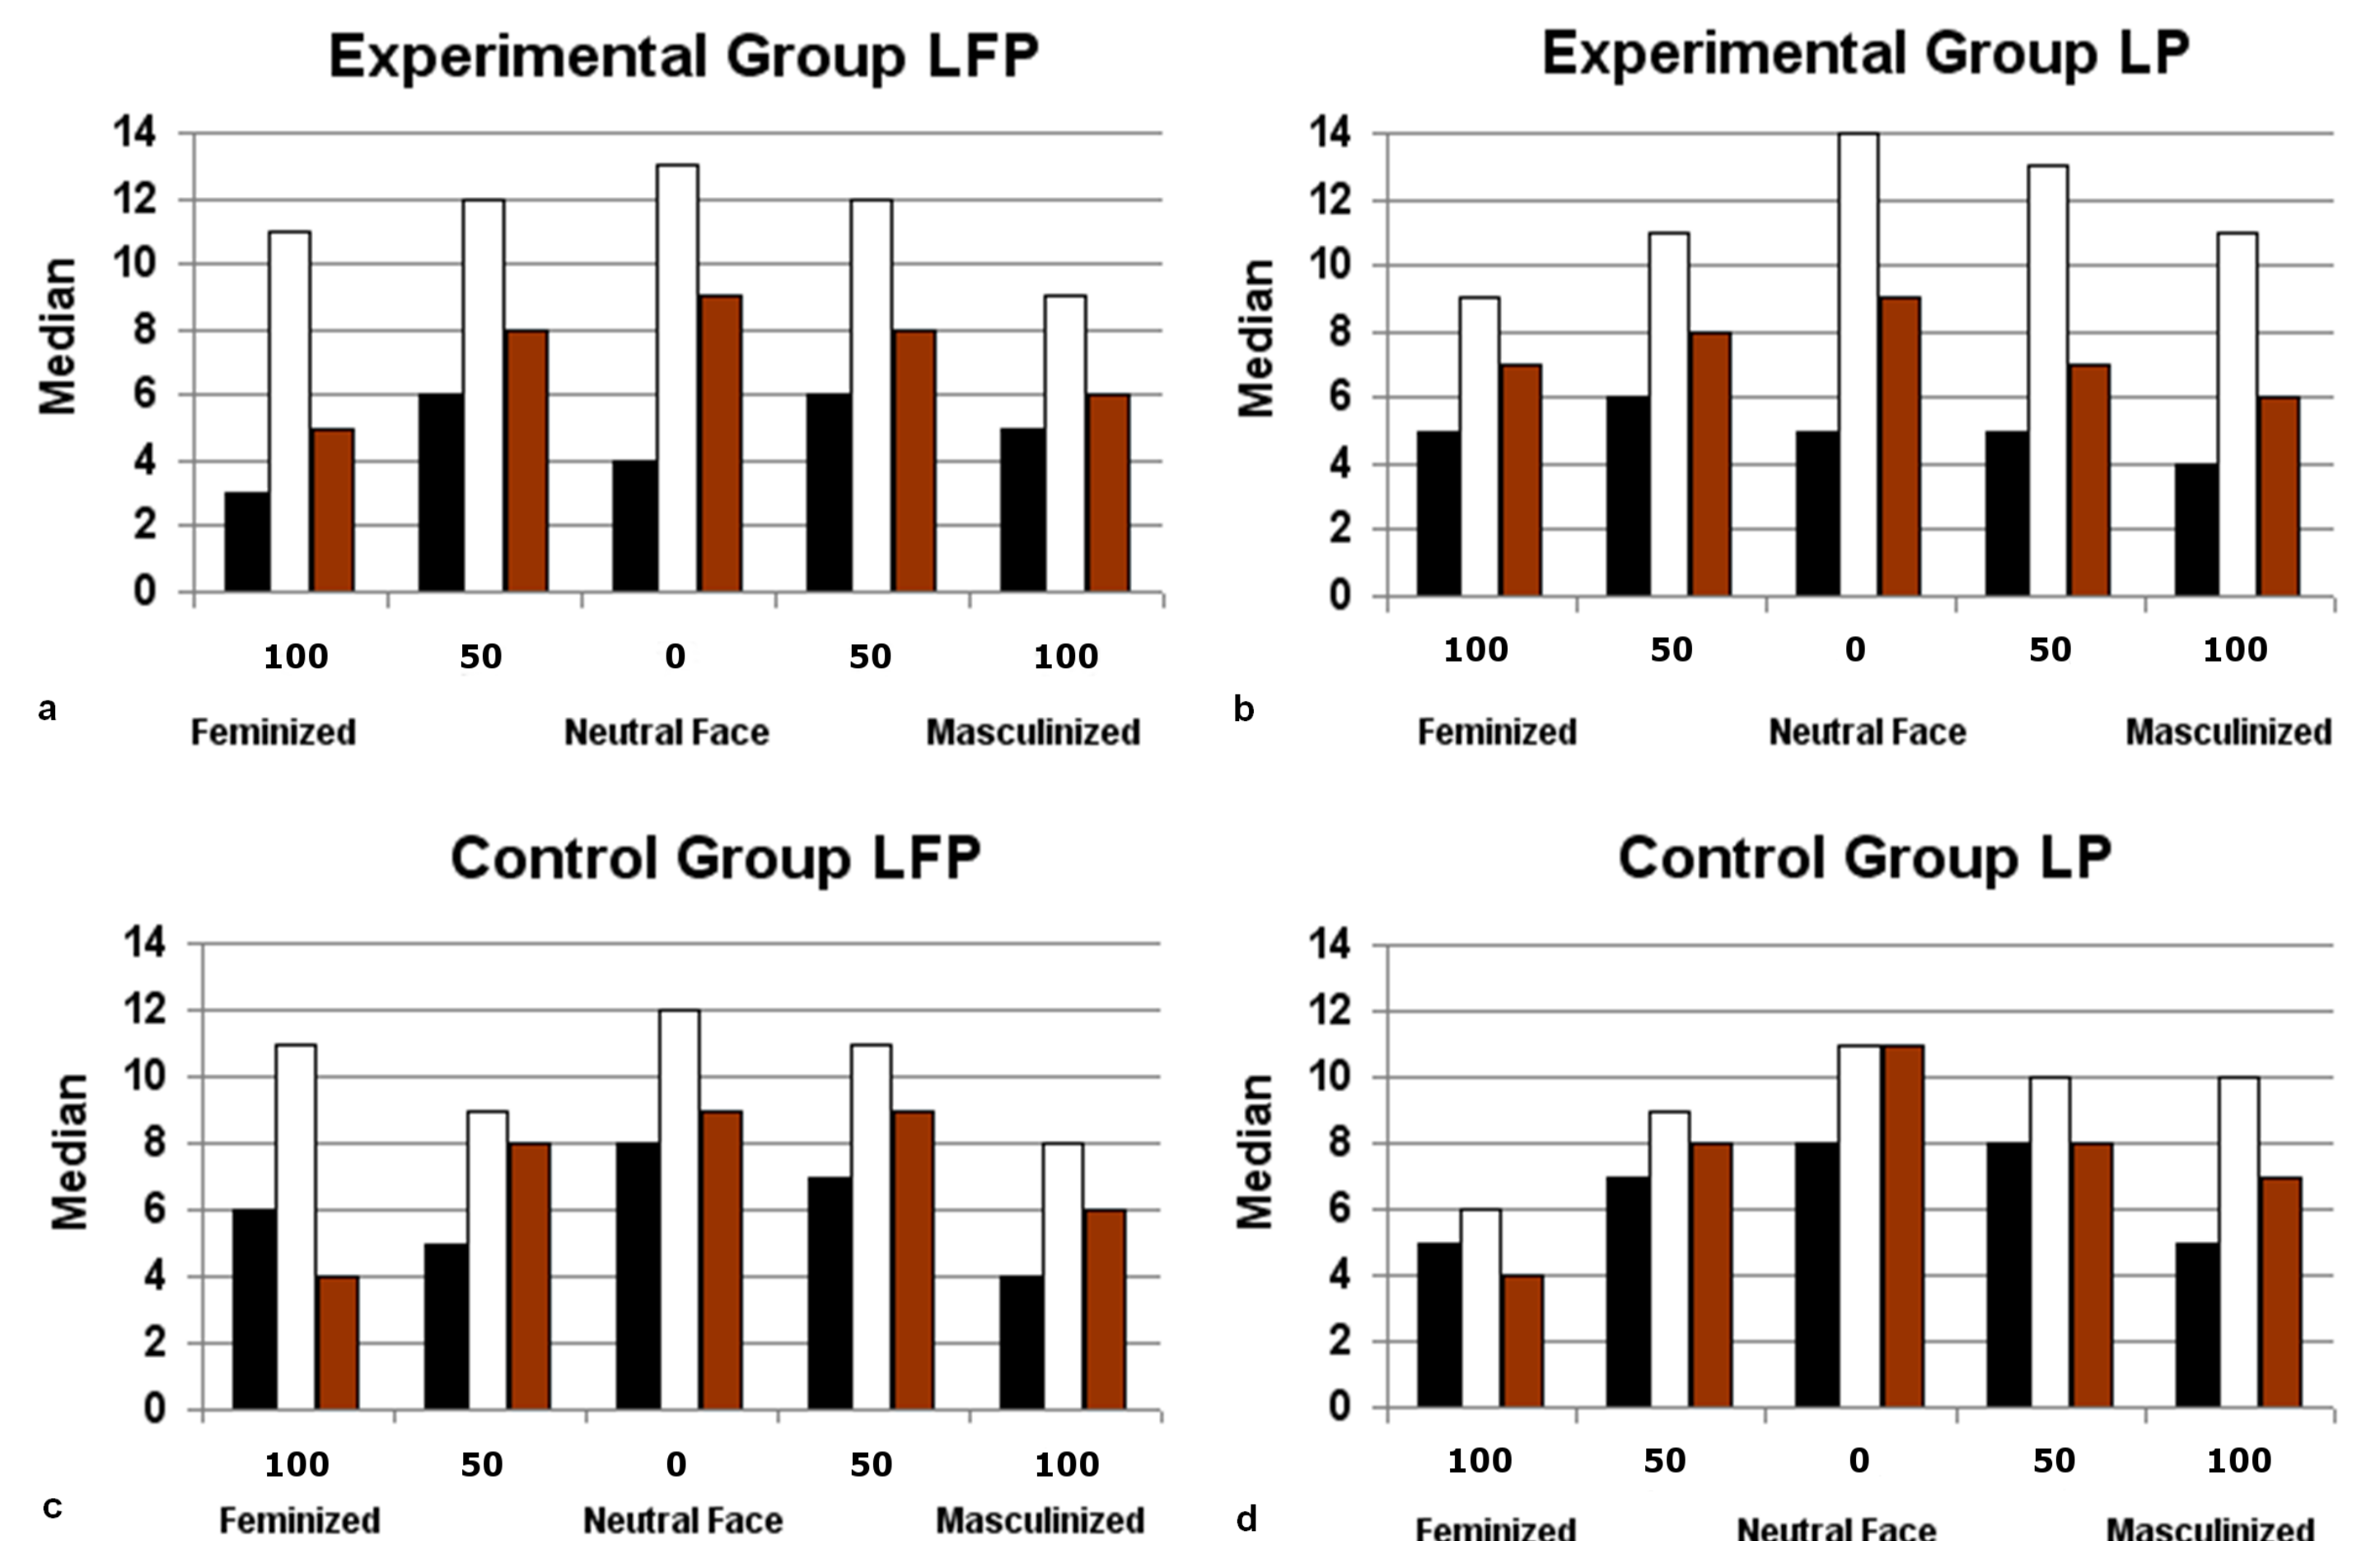 Experimental Group LFP
Median
14
12
10
8
6
4
2
0
100 50 0 50 100
a
Feminized Neutral Face Masculinized
Experimental Group LP
Median
14
12
10
8
6
4
2
0
100 50 0 50 100
b
Feminized Neutral Face Masculinized
Control Group LFP
Median
14
12
10
8
6
4
2
0
100 50 0 50 100
c
Feminized Neutral Face Masculinized
Control Group LP
Median
14
12
10
8
6
4
2
0
100 50 0 50 100
d
Feminized Neutral Face Masculinized